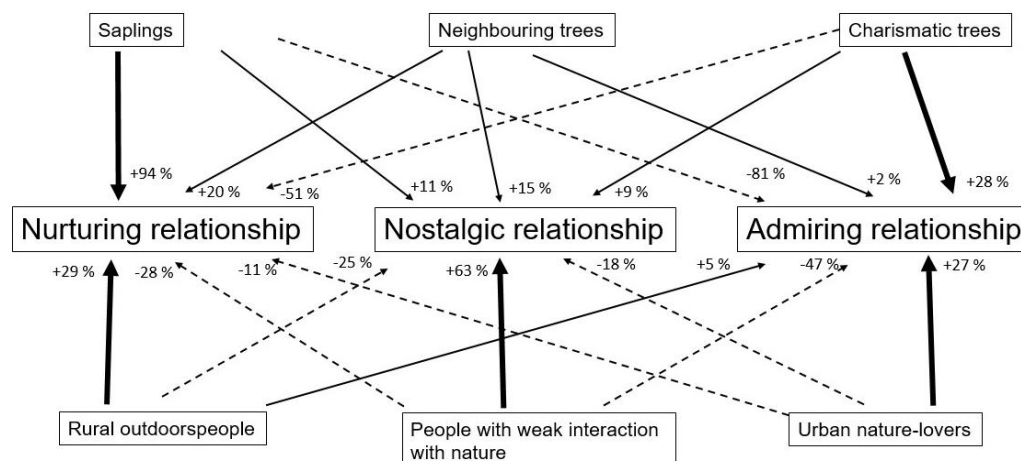 Saplings
Neighbouring trees
Charismatic trees
+94 %
+20 %
-51 %
+11 %
+15 %
+9 %
-81 %
+2 %
+28 %
Nurturing relationship
Nostalgic relationship
Admiring relationship
+29 %
-28 %
-11 %
-25 %
+63 %
-18 %
+5 %
-47 %
+27 %
Rural outdoorspeople
People with weak interaction
with nature
Urban nature-lovers